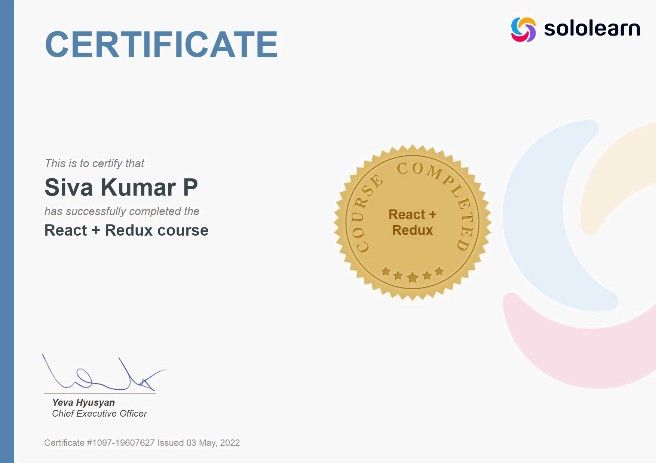 CERTIFICATE
sololearn
This is to certify that
Siva Kumar P
has successfully completed the
React + Redux course
COURSE COMPLETED
React +
Redux
Yeva Hyusyan
Chief Executive Officer
Certificate #1097-19607627 Issued 03 May, 2022